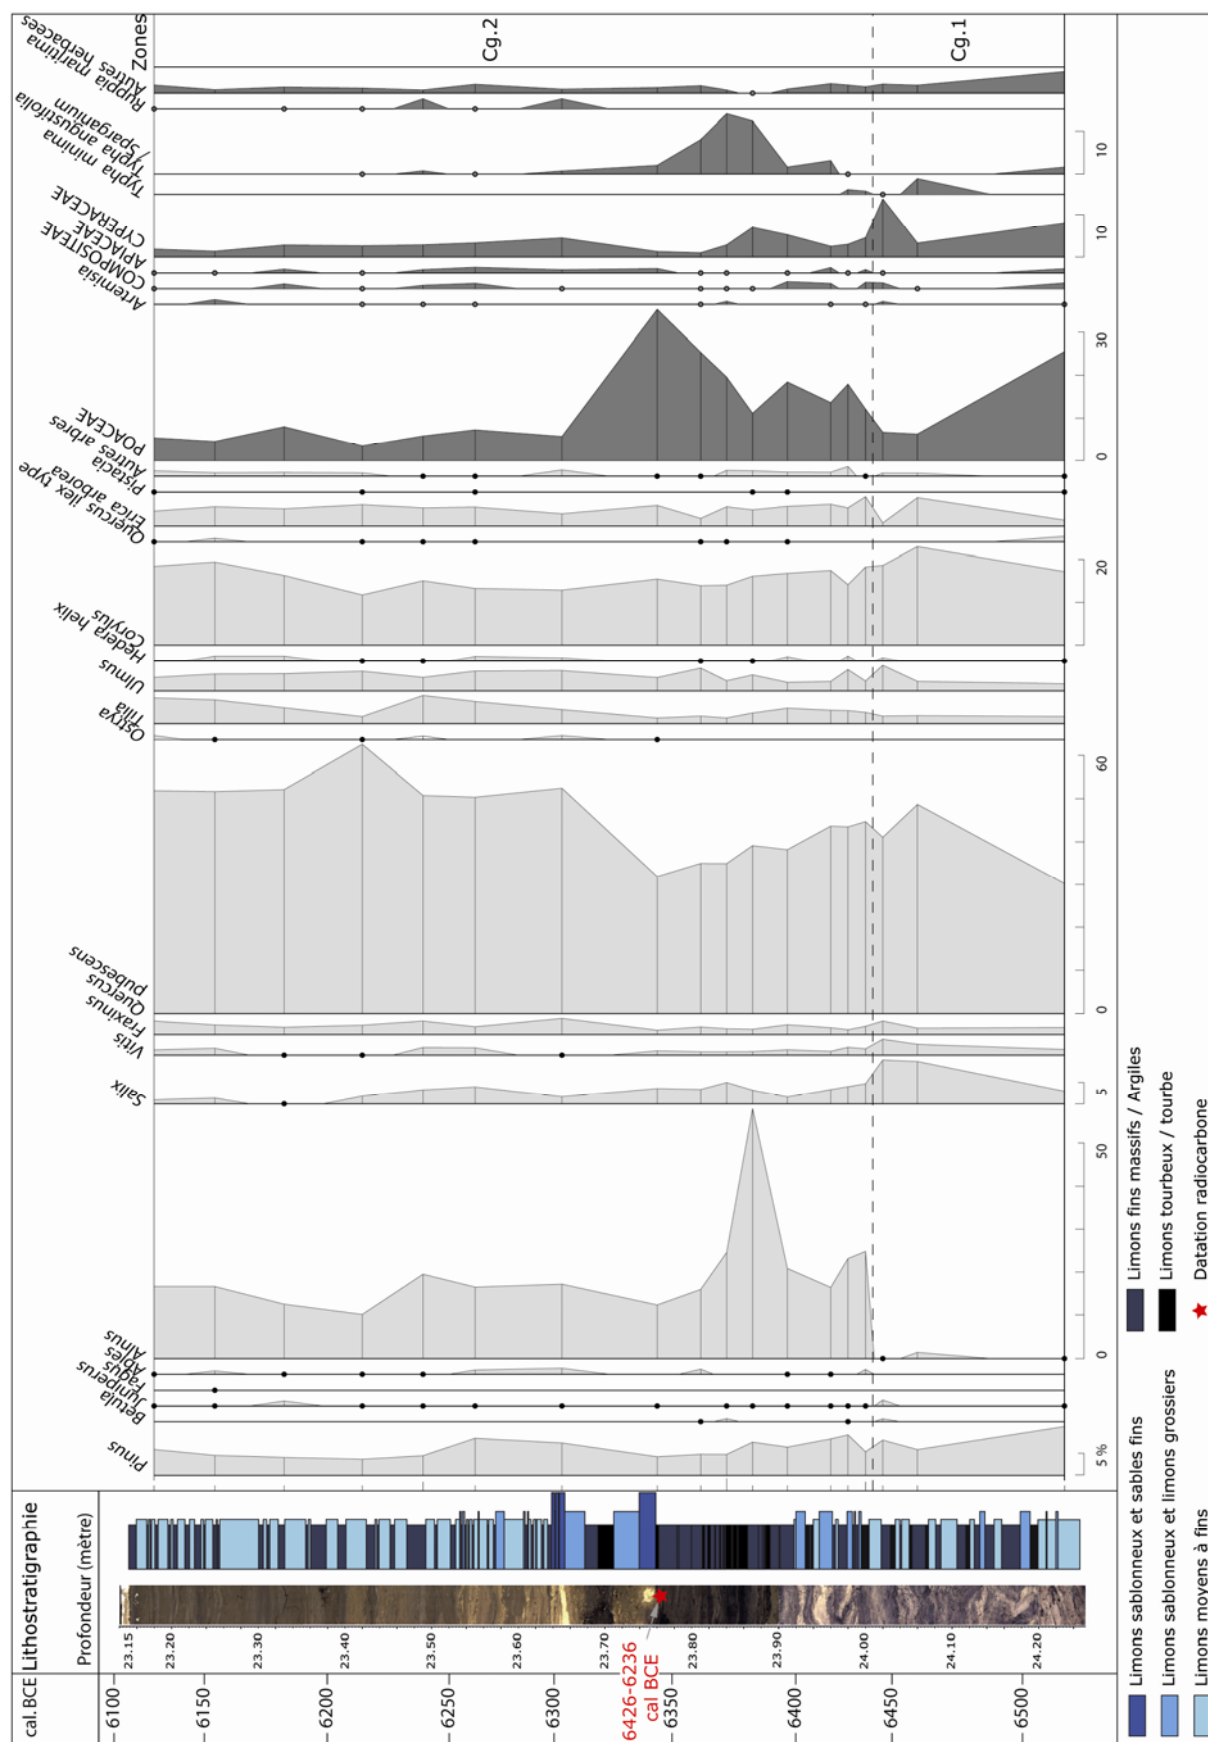 cal.BCE
Lithostratigraphie
Profondeur (mètre)
Pinus
Betula
Juniperus
Fagus
Abies
Alnus
Salix
Vitis
Fraxinus
Quercus
pubescens
Ostrya
Tilia
Ulmus
Hedera helix
Corylus
Quercus ilex type
Erica arborea
Pistacia
Autres arbres
POACEAE
Artemisia
COMPOSITEAE
APIACEAE
CYPERACEAE
Typha minima
Typha angustifolia
/Sparganium
Ruppia maritima
Autres herbacées
Zones
6100
6150
6200
6250
6300
6350
6400
6450
6500
23.15
23.20
23.30
23.40
23.50
23.60
23.70
23.80
23.90
24.00
24.10
24.20
6426-6236
cal BCE
Cg.2
Cg.1
5 %
0
50
5
0
60
20
0
30
10
10
Limons sablonneux et sables fins
Limons sablonneux et limons grossiers
Limons moyens à fins
Limons fins massifs / Argiles
Limons tourbeux / tourbe
Datation radiocarbone